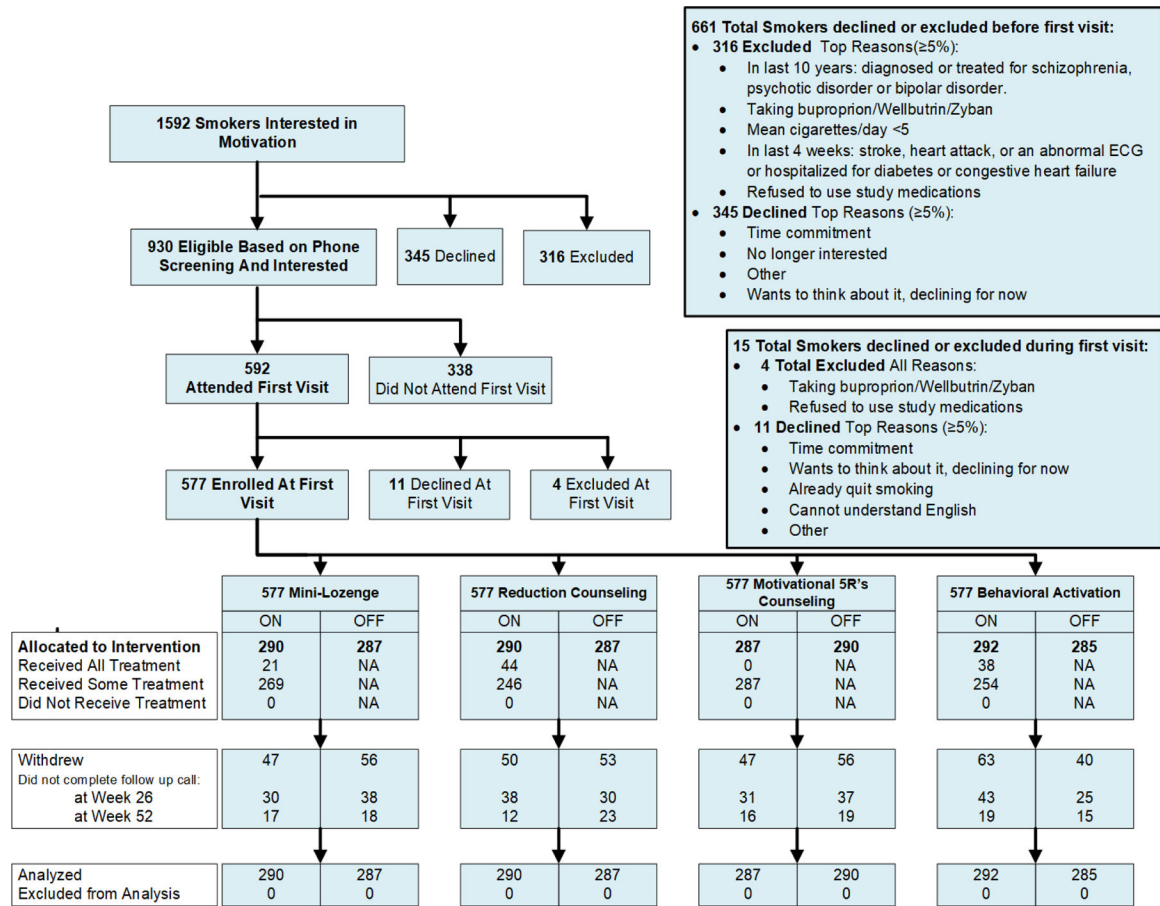 661 Total Smokers declined or excluded before first visit:
• 316 Excluded Top Reasons(≥5%):
• In last 10 years: diagnosed or treated for schizophrenia,
psychotic disorder or bipolar disorder.
• Taking buproprion/Wellbutrin/Zyban
• Mean cigarettes/day <5
• In last 4 weeks: stroke, heart attack, or an abnormal ECG
or hospitalized for diabetes or congestive heart failure
• Refused to use study medications
• 345 Declined Top Reasons (≥5%):
• Time commitment
• No longer interested
• Other
• Wants to think about it, declining for now
1592 Smokers Interested in
Motivation
930 Eligible Based on Phone
Screening And Interested
345 Declined
316 Excluded
15 Total Smokers declined or excluded during first visit:
• 4 Total Excluded All Reasons:
• Taking buproprion/Wellbutrin/Zyban
• Refused to use study medications
• 11 Declined Top Reasons (≥5%):
• Time commitment
• Wants to think about it, declining for now
• Already quit smoking
• Cannot understand English
• Other
592
Attended First Visit
338
Did Not Attend First Visit
577 Enrolled At First
Visit
11 Declined At
First Visit
4 Excluded At
First Visit
577 Mini-Lozenge 577 Reduction Counseling 577 Motivational 5R's
Counseling 577 Behavioral Activation
ON OFF ON OFF ON OFF ON OFF
Allocated to Intervention 290 287 290 287 287 290 292 285
Received All Treatment 21 NA 44 NA 0 NA 38 NA
Received Some Treatment 269 NA 246 NA 287 NA 254 NA
Did Not Receive Treatment 0 NA 0 NA 0 NA 0 NA
Withdrew 47 56 50 53 47 56 63 40
Did not complete follow up call:
at Week 26 30 38 38 30 31 37 43 25
at Week 52 17 18 12 23 16 19 19 15
Analyzed 290 287 290 287 287 290 292 285
Excluded from Analysis 0 0 0 0 0 0 0 0